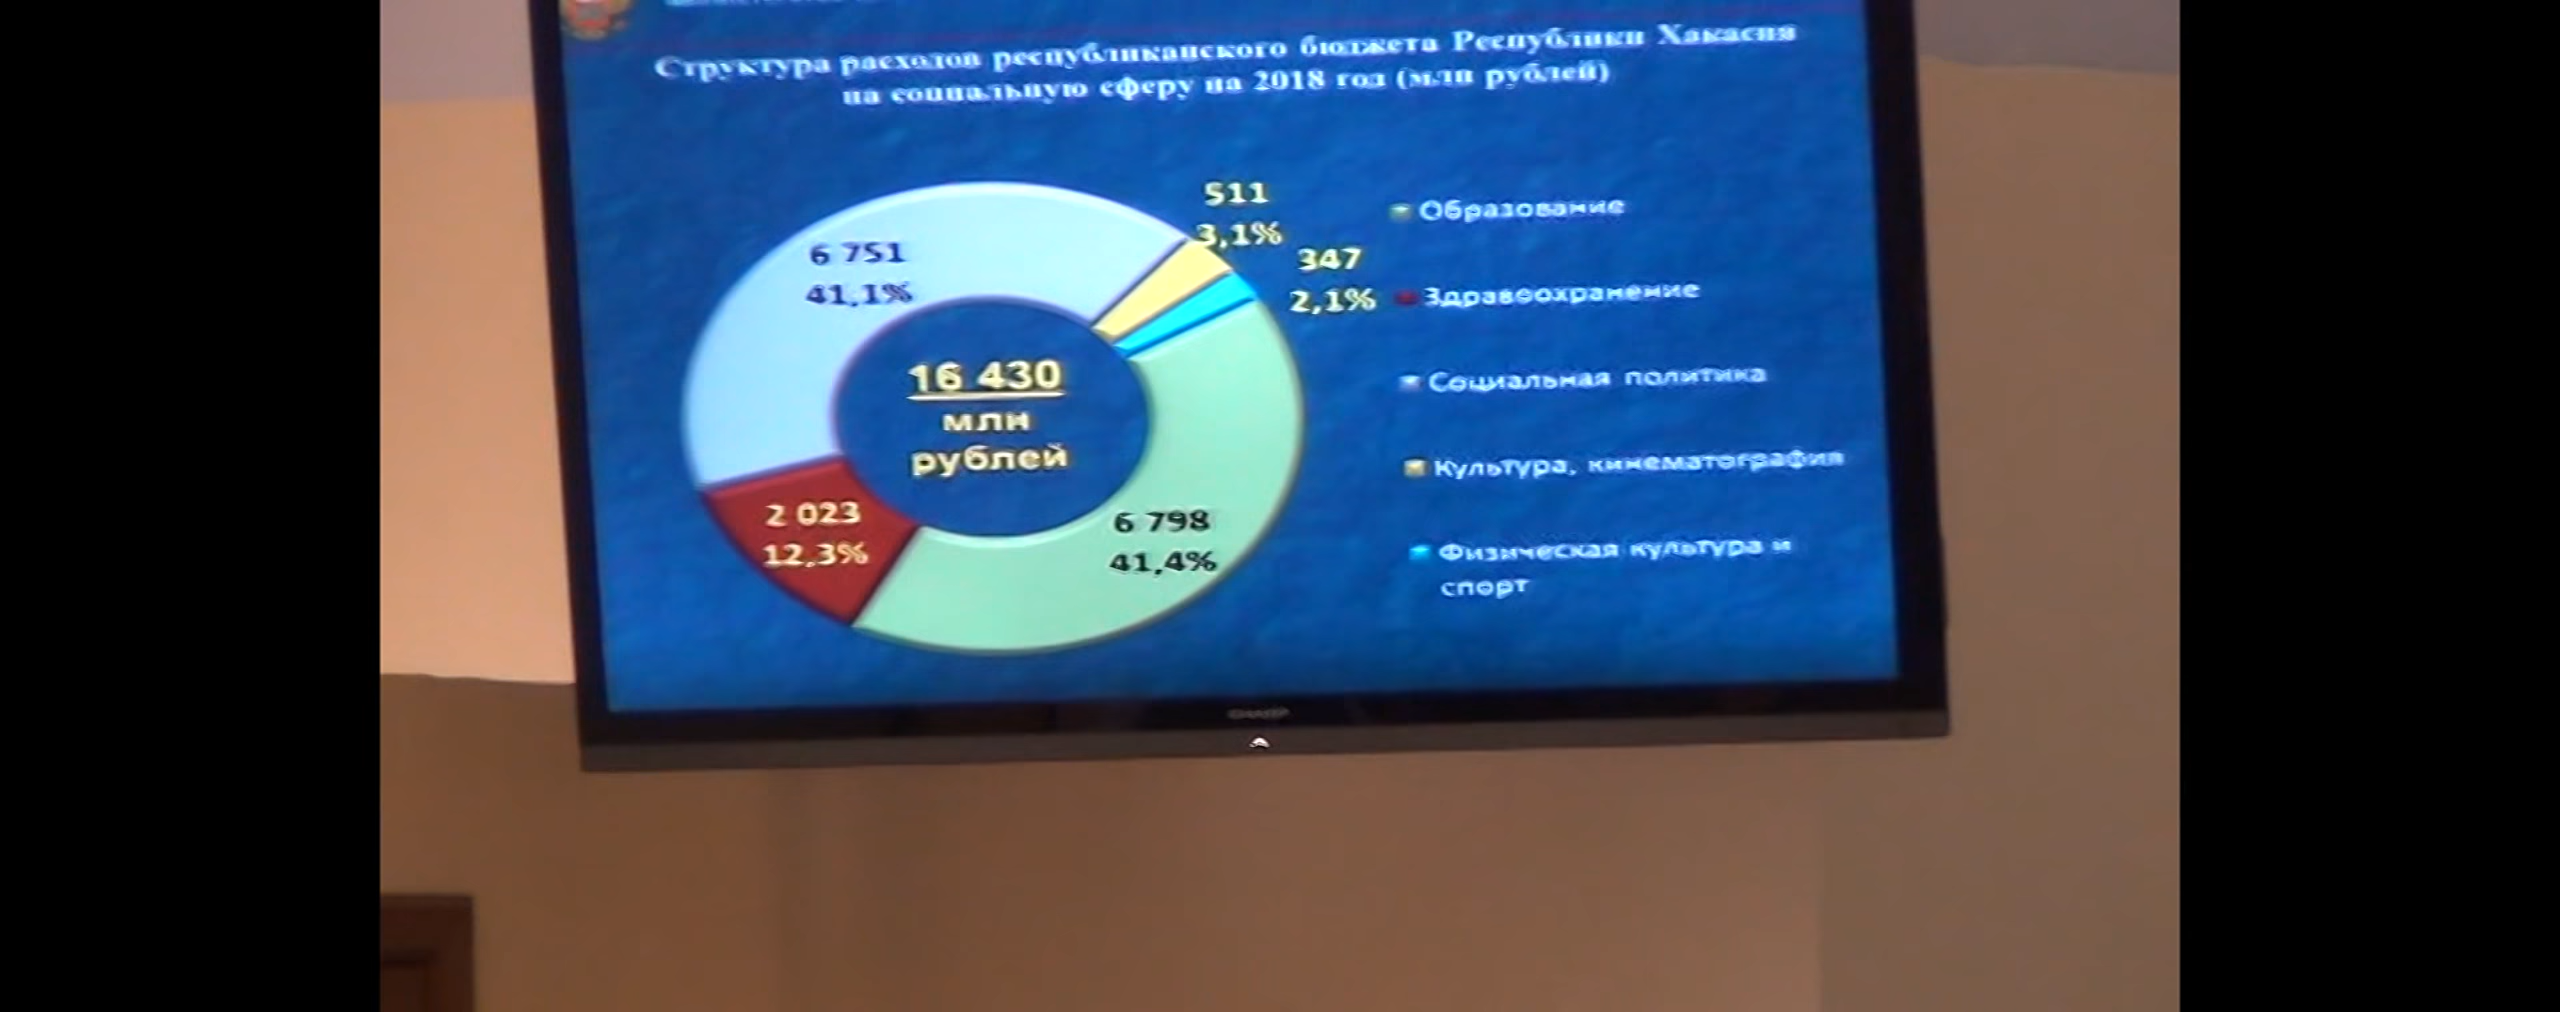 Структура расходов республиканского бюджета Республики Хакасия
на социальную сферу на 2018 год (млн рублей)
511
3,1%
347
2,1%
6 751
41,1%
16 430
млн
рублей
2 023
12,3%
6 798
41,4%
Образование
Здравоохранение
Социальная политика
Культура, кинематография
Физическая культура и
спорт
SHARP